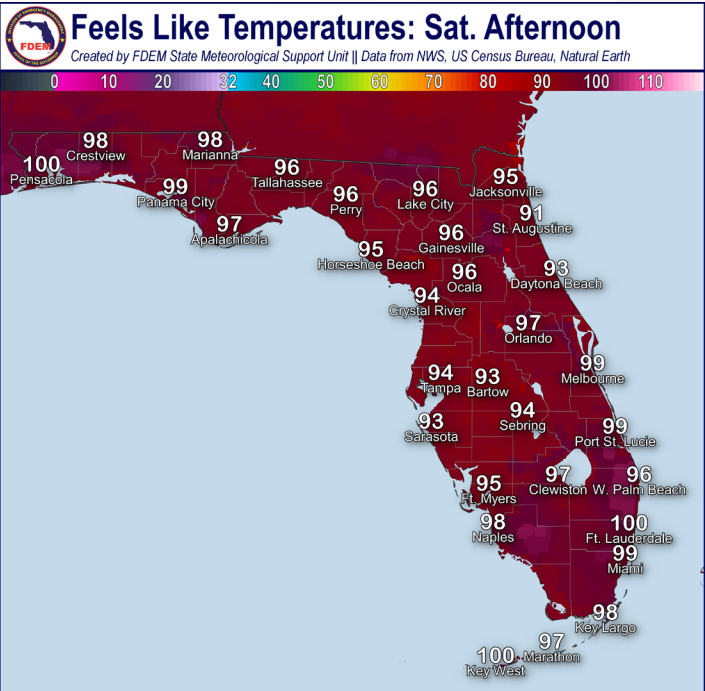 Feels Like Temperatures: Sat. Afternoon
Created by FDEM State Meteorological Support Unit || Data from NWS, US Census Bureau, Natural Earth
FDEM
0 10 20 32 40 50 60 70 80 90 100 110
98
Crestview
98
Marianna
100
Pensacola
96
Tallahassee
95
Jacksonville
99
Panama City
96
Perry
96
Lake City
91
St. Augustine
97
Apalachicola
96
Gainesville
95
Horseshoe Beach
96
Ocala
93
Daytona Beach
94
Crystal River
97
Orlando
99
Melbourne
94
Tampa
93
Bartow
94
Sebring
93
Sarasota
99
Port St. Lucie
95
Ft. Myers
97
Clewiston
96
W. Palm Beach
98
Naples
100
Ft. Lauderdale
99
Miami
98
Key Largo
97
Marathon
100
Key West